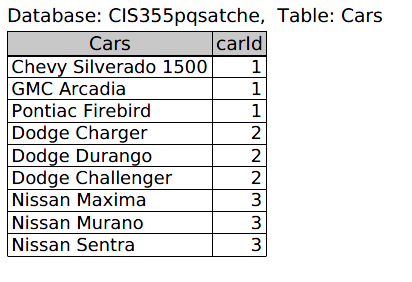 Database: CIS355pqsatche, Table: Cars
Cars carId
Chevy Silverado 1500 1
GMC Arcadia 1
Pontiac Firebird 1
Dodge Charger 2
Dodge Durango 2
Dodge Challenger 2
Nissan Maxima 3
Nissan Murano 3
Nissan Sentra 3